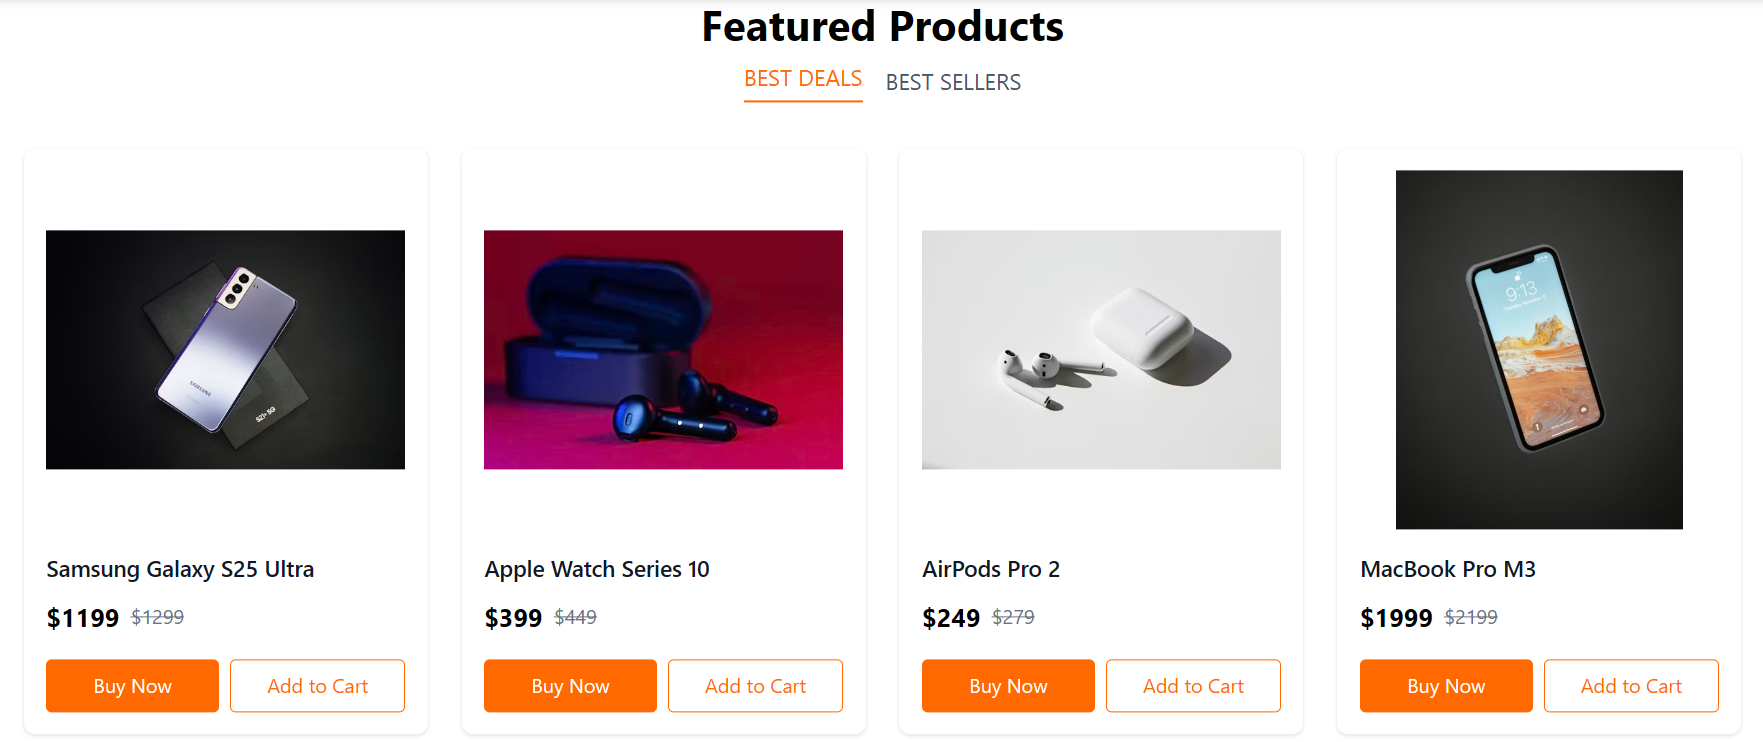 Featured Products
BEST DEALS BEST SELLERS
SAMSUNG
S21+ 5G
9:13
Samsung Galaxy S25 Ultra
$1199 $1299
Buy Now Add to Cart
Apple Watch Series 10
$399 $449
Buy Now Add to Cart
AirPods Pro 2
$249 $279
Buy Now Add to Cart
MacBook Pro M3
$1999 $2199
Buy Now Add to Cart